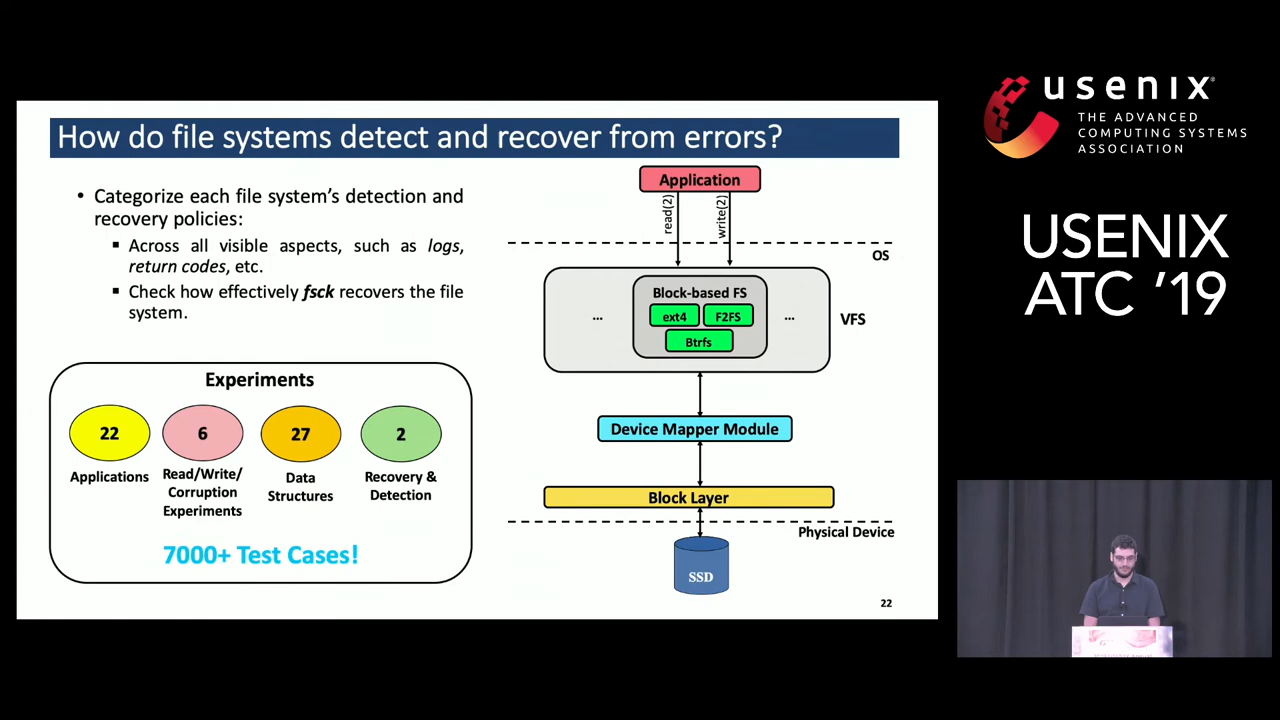 How do file systems detect and recover from errors?
• Categorize each file system's detection and
recovery policies:
▪ Across all visible aspects, such as logs,
return codes, etc.
▪ Check how effectively fsck recovers the file
system.
Experiments
22
6
27
2
Applications
Read/Write/
Corruption
Experiments
Data
Structures
Recovery &
Detection
7000+ Test Cases!
Application
read(2)
write(2)
OS
Block-based FS
...
ext4
F2FS
...
VFS
Btrfs
Device Mapper Module
Block Layer
Physical Device
SSD
22
usenix®
THE ADVANCED
COMPUTING SYSTEMS
ASSOCIATION
USENIX
ATC '19